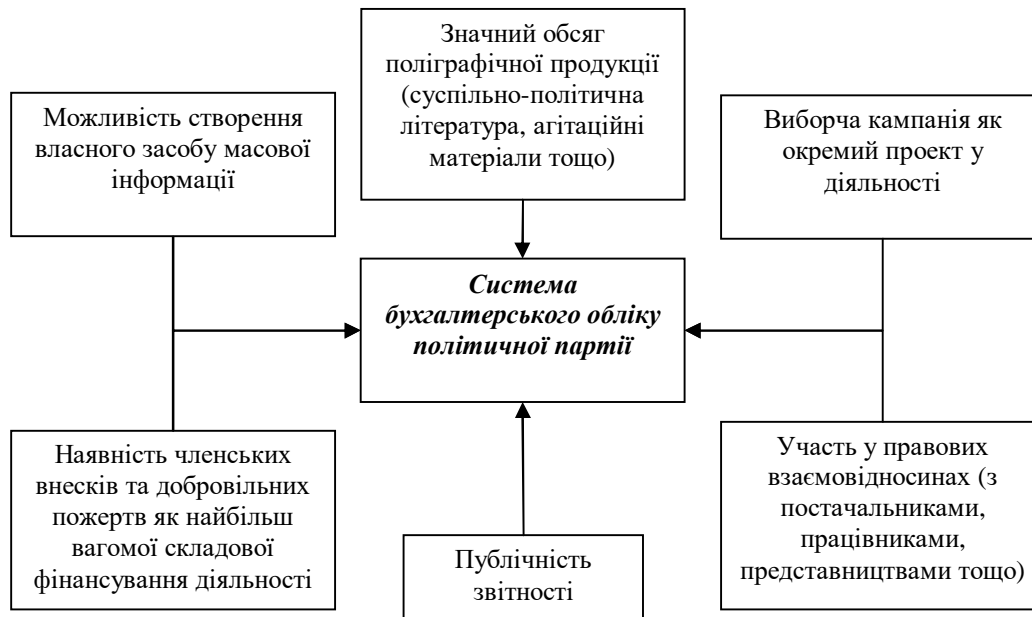 Значний обсяг
поліграфічної продукції
(суспільно-політична
література, агітаційні
матеріали тощо)
Можливість створення
власного засобу масової
інформації
Виборча кампанія як
окремий проект у
діяльності
Система
бухгалтерського обліку
політичної партії
Наявність членських
внесків та добровільних
пожертв як найбільш
вагомої складової
фінансування діяльності
Публічність
звітності
Участь у правових
взаємовідносинах (з
постачальниками,
працівниками,
представництвами тощо)